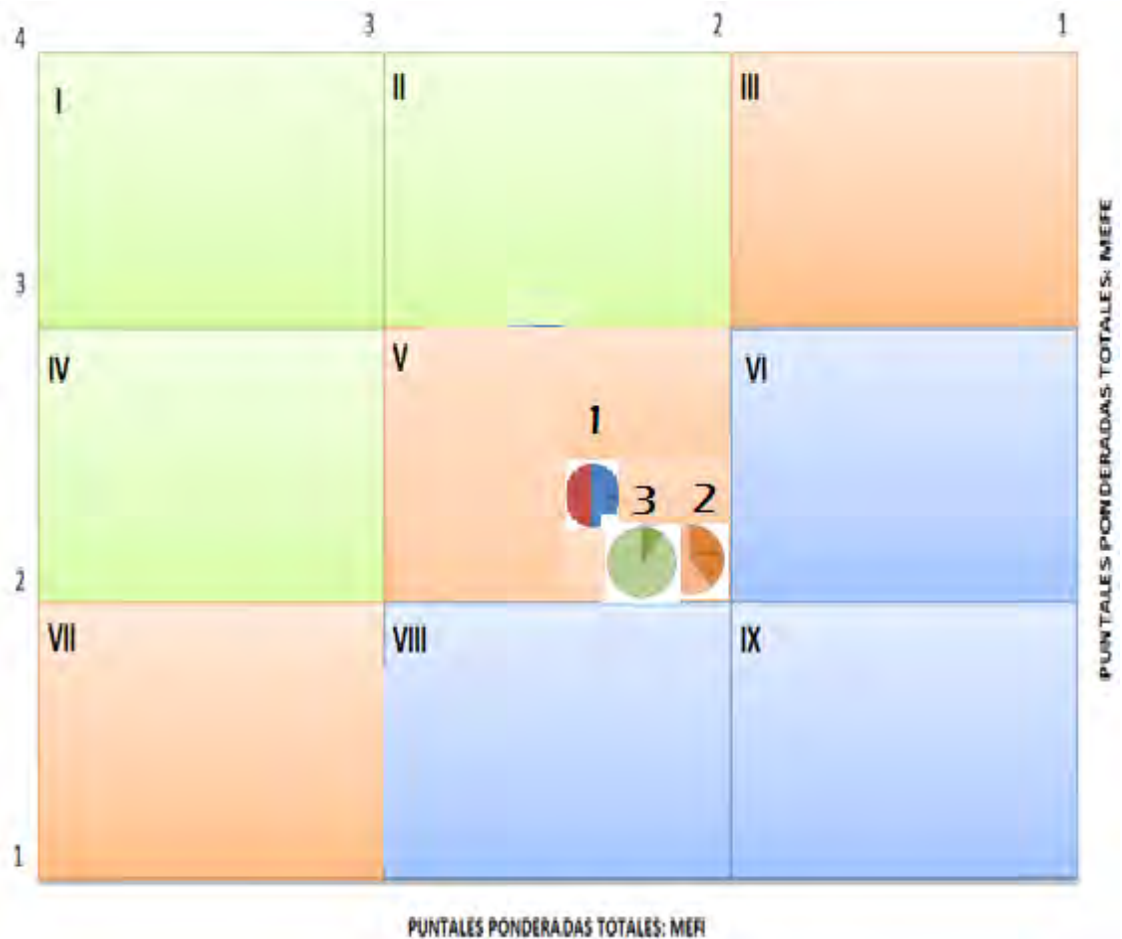 4 3 2 1
I II III
3
IV V VI
1
3 2
2
VII VIII IX
1
PUNTALES PONDERADAS TOTALES: MEFE
PUNTALES PONDERADAS TOTALES: MEFI